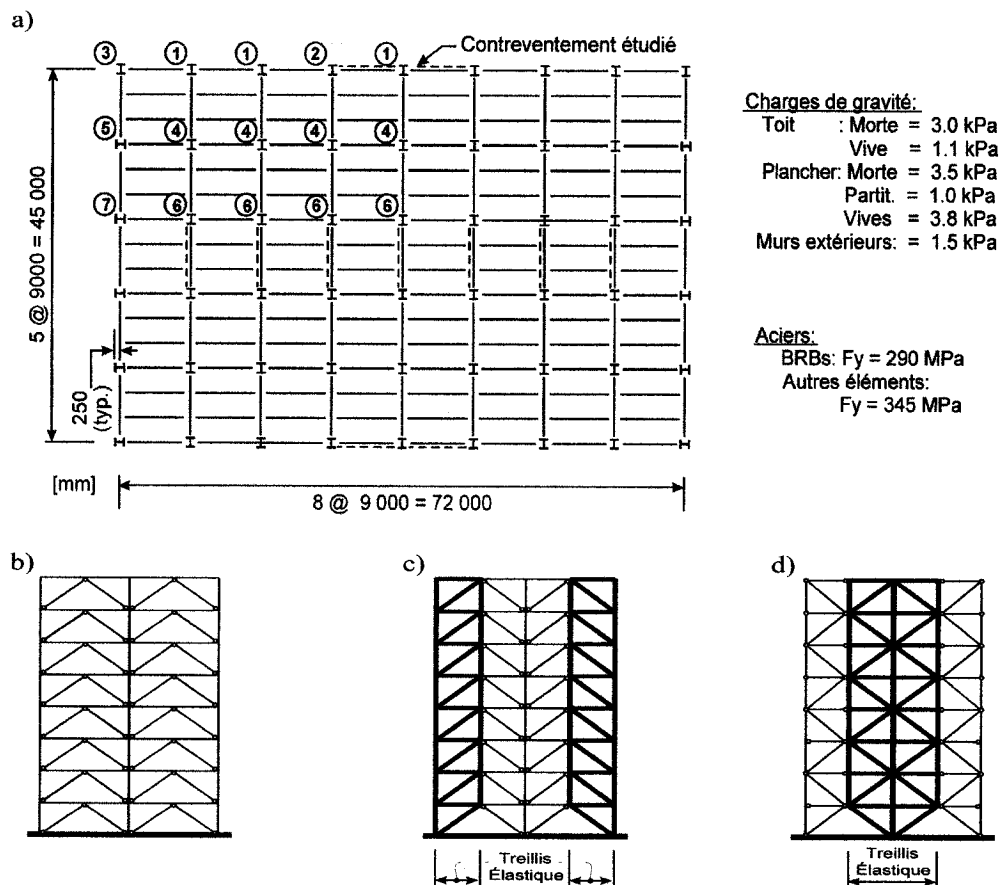 a)
Contreventement étudié
3 1 1 2 1
5 4 4 4 4
7 6 6 6 6
5 @ 9000 = 45 000
250
(typ.)
[mm]
8 @ 9 000 = 72 000
Charges de gravité:
Toit : Morte = 3.0 kPa
Vive = 1.1 kPa
Plancher: Morte = 3.5 kPa
Partit. = 1.0 kPa
Vives = 3.8 kPa
Murs extérieurs: = 1.5 kPa
Aciers:
BRBs: Fy = 290 MPa
Autres éléments:
Fy = 345 MPa
b)
c)
d)
Treillis
Élastique
Treillis
Élastique